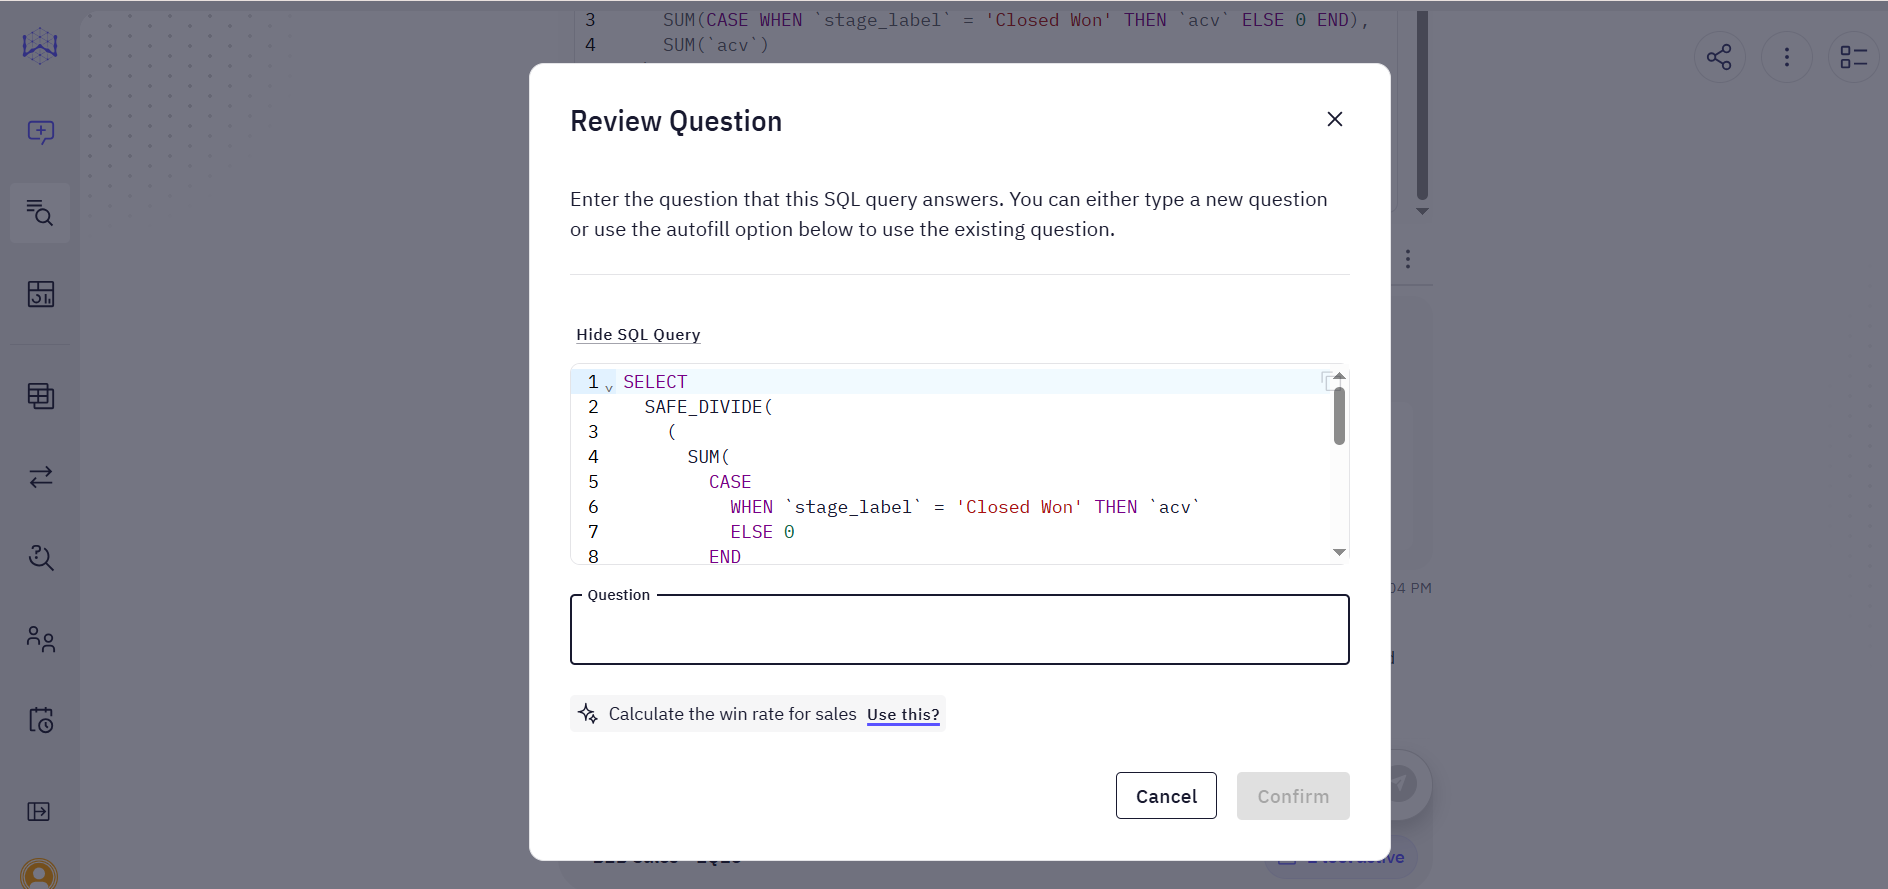 3 SUM(CASE WHEN `stage_label` = 'Closed Won' THEN `acv` ELSE 0 END),
4 SUM(`acv`)
Review Question
Enter the question that this SQL query answers. You can either type a new question
or use the autofill option below to use the existing question.
Hide SQL Query
1 SELECT
2 SAFE_DIVIDE(
3 (
4 SUM(
5 CASE
6 WHEN `stage_label` = 'Closed Won' THEN `acv`
7 ELSE 0
8 END
04 PM
Question
Calculate the win rate for sales Use this?
Cancel Confirm